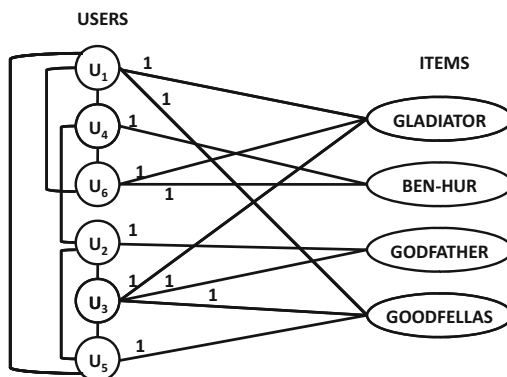 USERS
ITEMS
U1
1
1
GLADIATOR
U4
1
U6
1
1
BEN-HUR
U2
1
GODFATHER
U3
1
1
1
GOODFELLAS
U5
1